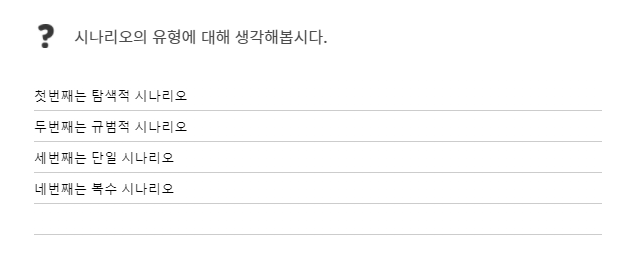 ? 시나리오의 유형에 대해 생각해봅시다.
첫번째는 탐색적 시나리오
두번째는 규범적 시나리오
세번째는 단일 시나리오
네번째는 복수 시나리오